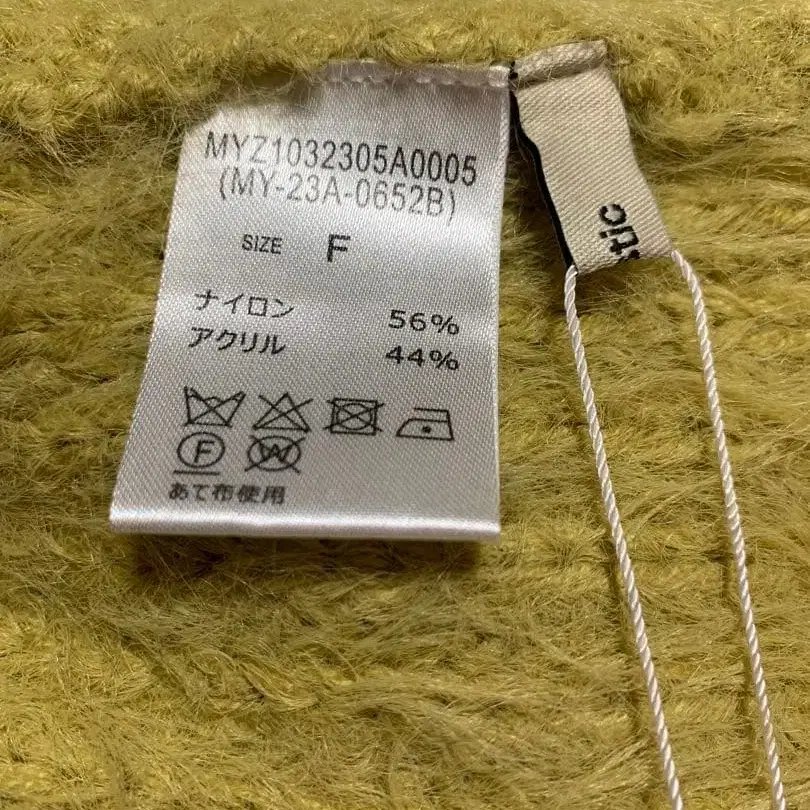 MYZ1032305A0005
(MY-23A-0652B)
SIZE F
ナイロン 56%
アクリル 44%
F W
あて布使用
stic